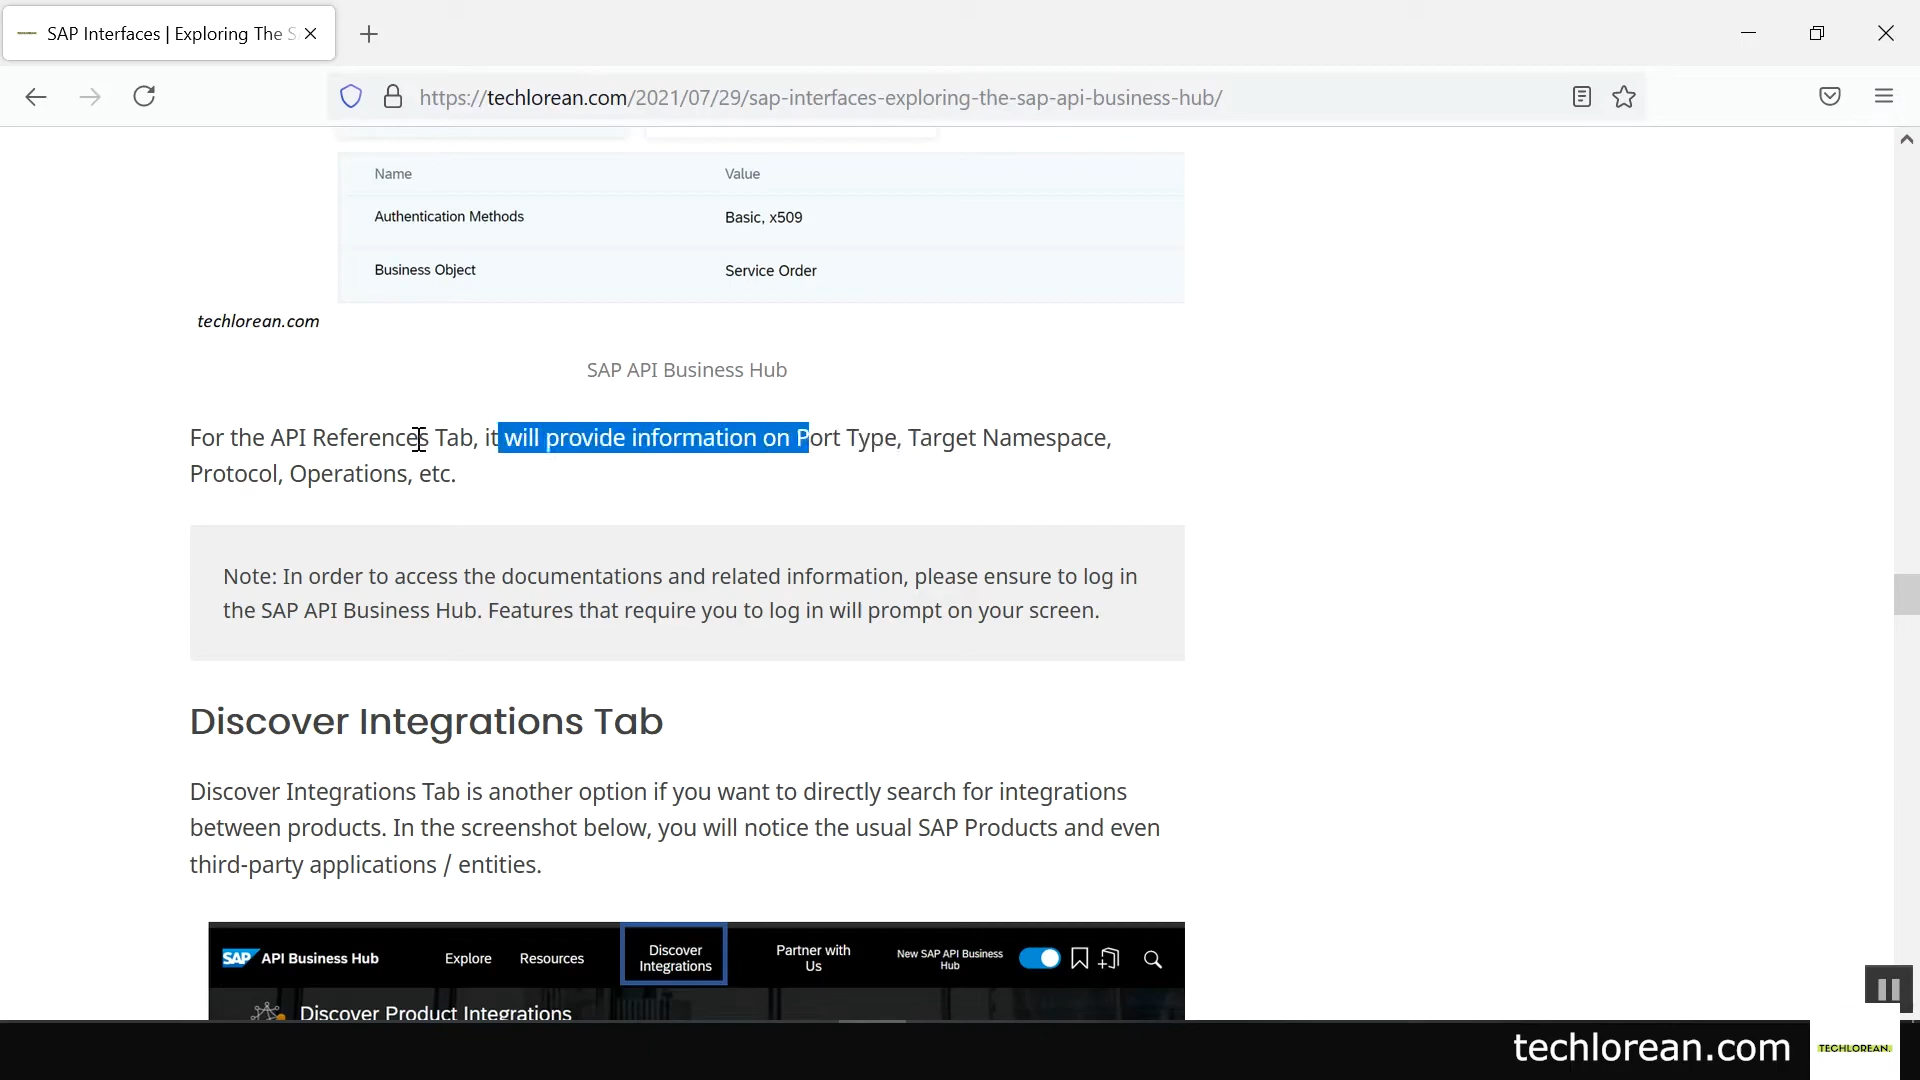 SAP Interfaces | Exploring The S
https://techlorean.com/2021/07/29/sap-interfaces-exploring-the-sap-api-business-hub/
Name Value
Authentication Methods Basic, x509
Business Object Service Order
techlorean.com
SAP API Business Hub
For the API References Tab, it will provide information on Port Type, Target Namespace,
Protocol, Operations, etc.
Note: In order to access the documentations and related information, please ensure to log in
the SAP API Business Hub. Features that require you to log in will prompt on your screen.
Discover Integrations Tab
Discover Integrations Tab is another option if you want to directly search for integrations
between products. In the screenshot below, you will notice the usual SAP Products and even
third-party applications / entities.
SAP API Business Hub Explore Resources Discover Integrations Partner with Us New SAP API Business Hub
Discover Product Integrations
techlorean.com
TECHLOREAN.